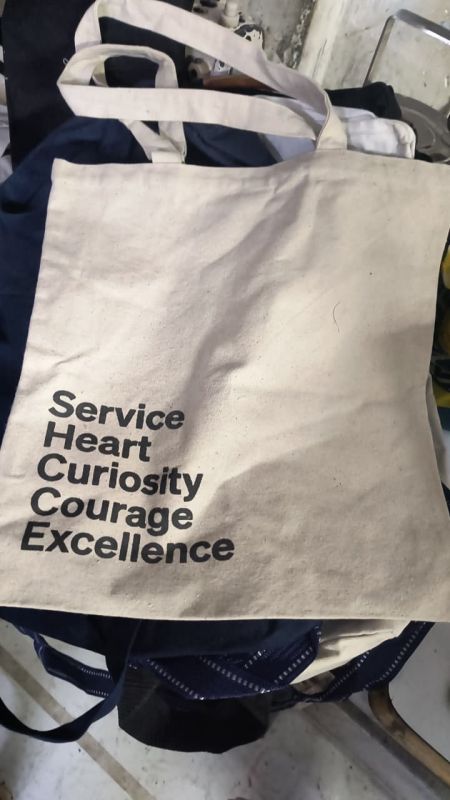 Service
Heart
Curiosity
Courage
Excellence